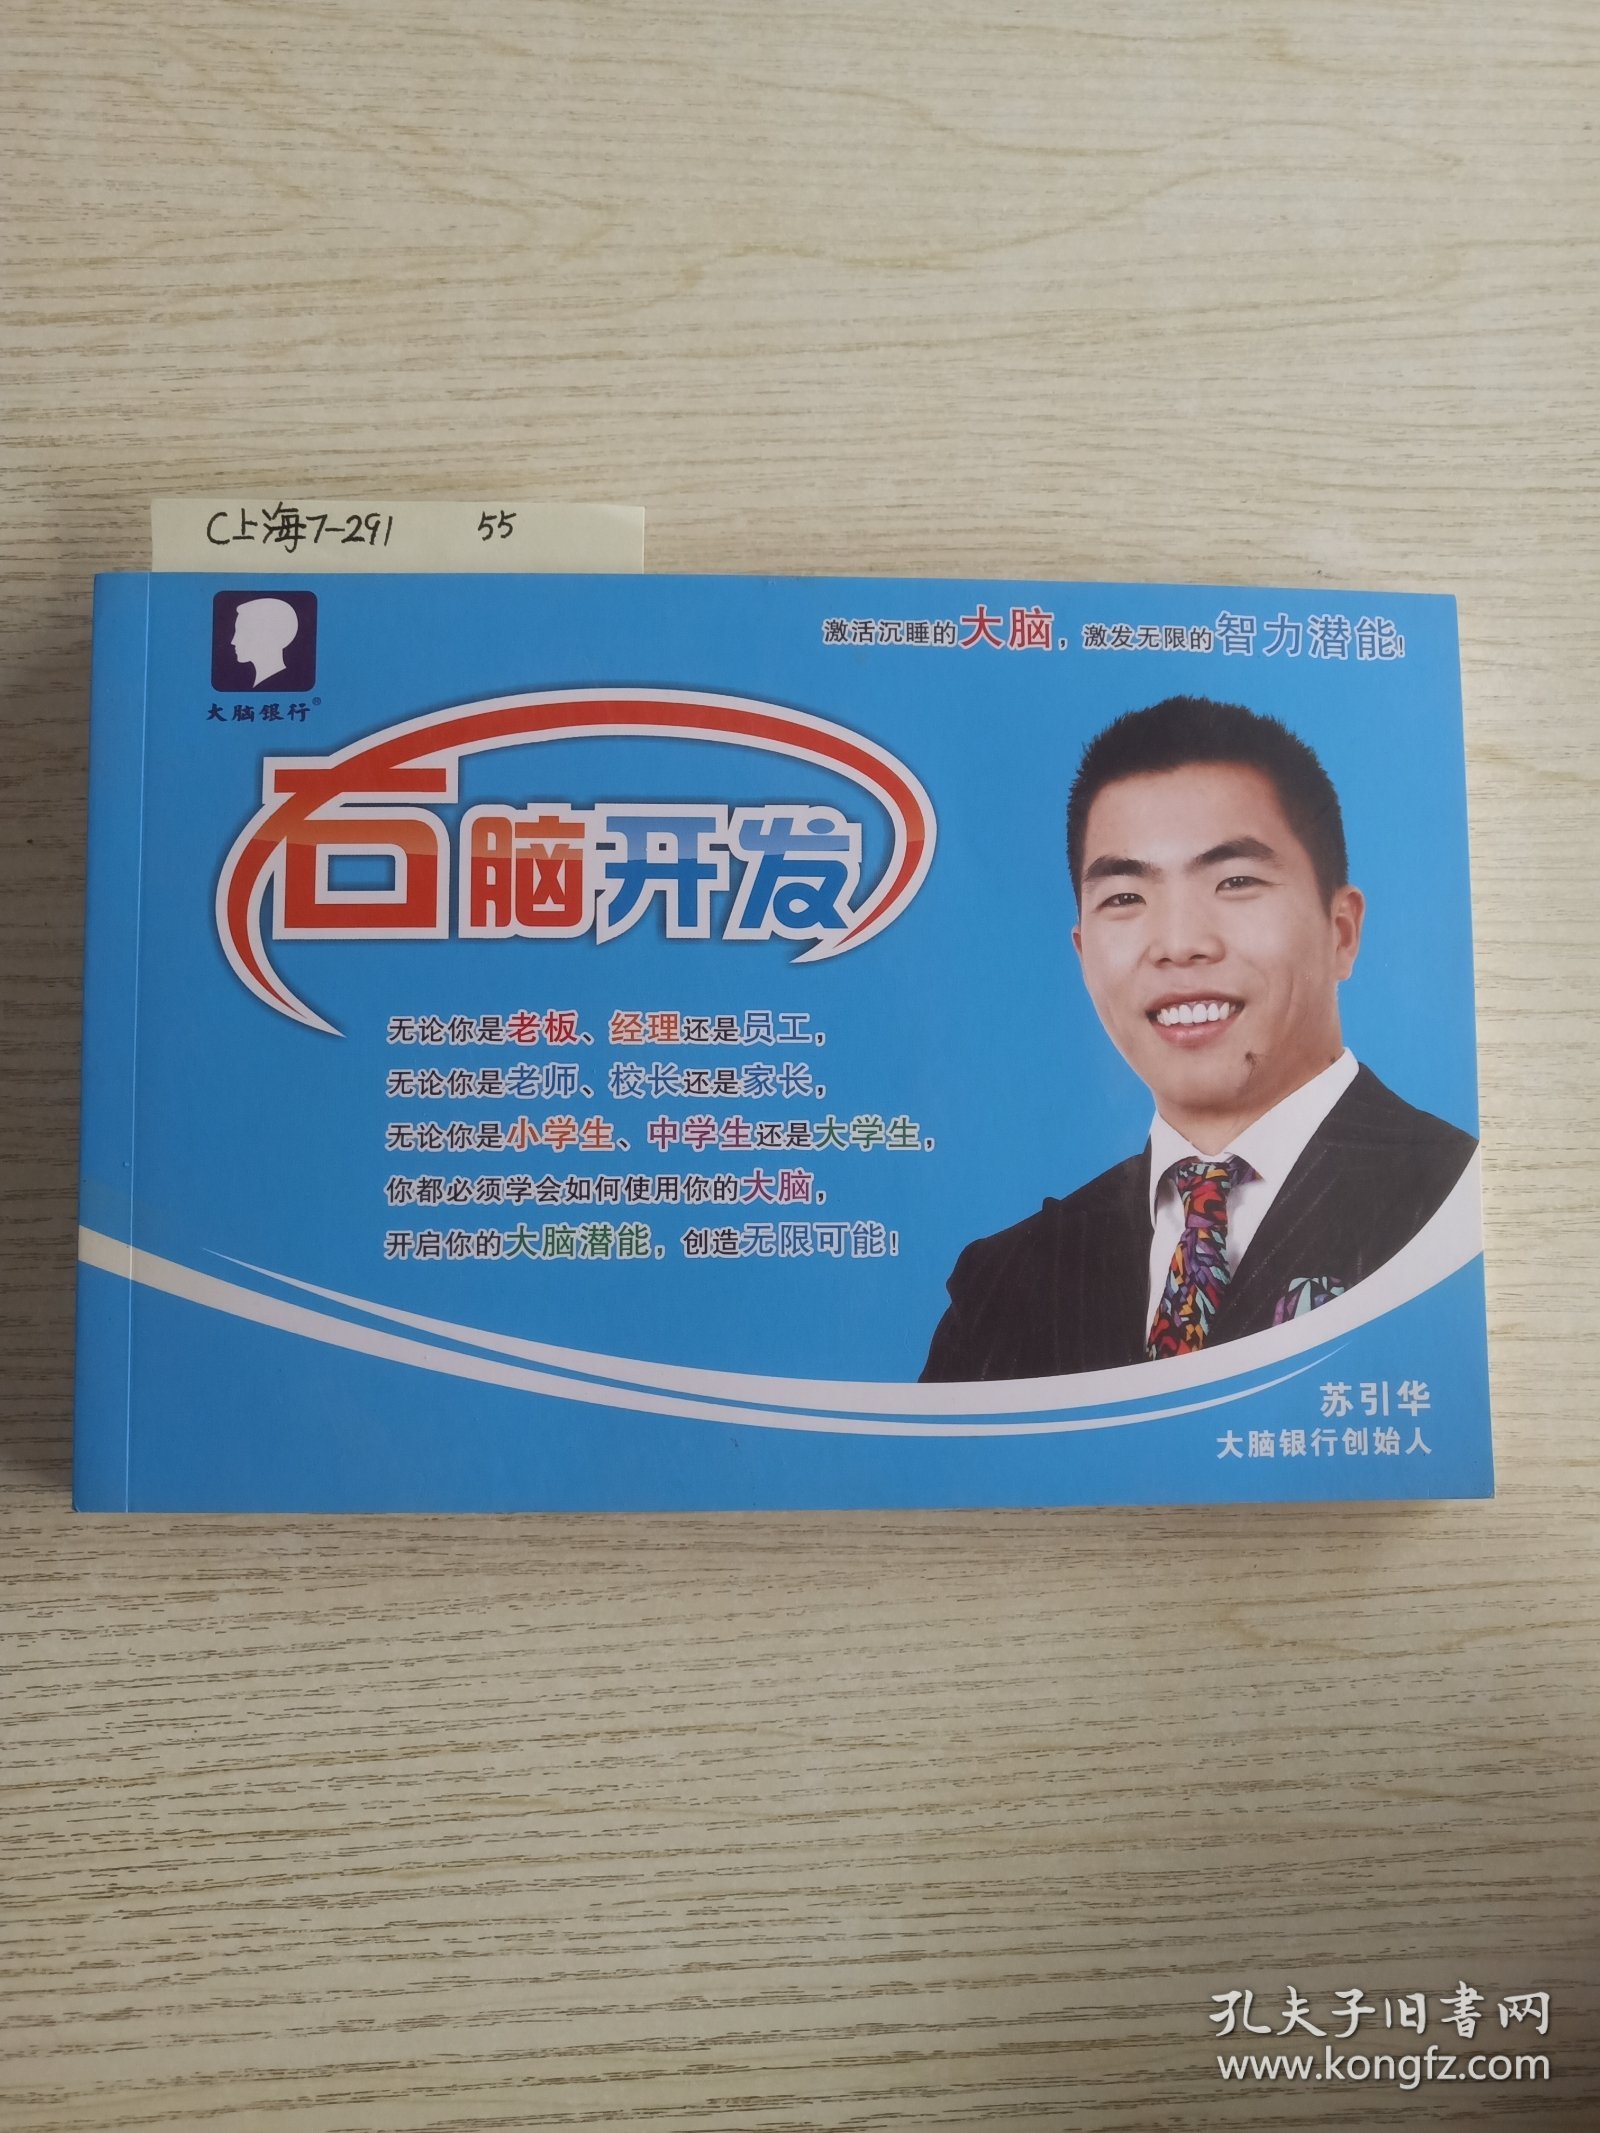 C上海7-291 55
大脑银行®
激活沉睡的大脑，激发无限的智力潜能！
右脑开发
无论你是老板、经理还是员工，
无论你是老师、校长还是家长，
无论你是小学生、中学生还是大学生，
你都必须学会如何使用你的大脑，
开启你的大脑潜能，创造无限可能！
苏引华
大脑银行创始人
孔夫子旧书网
www.kongfz.com